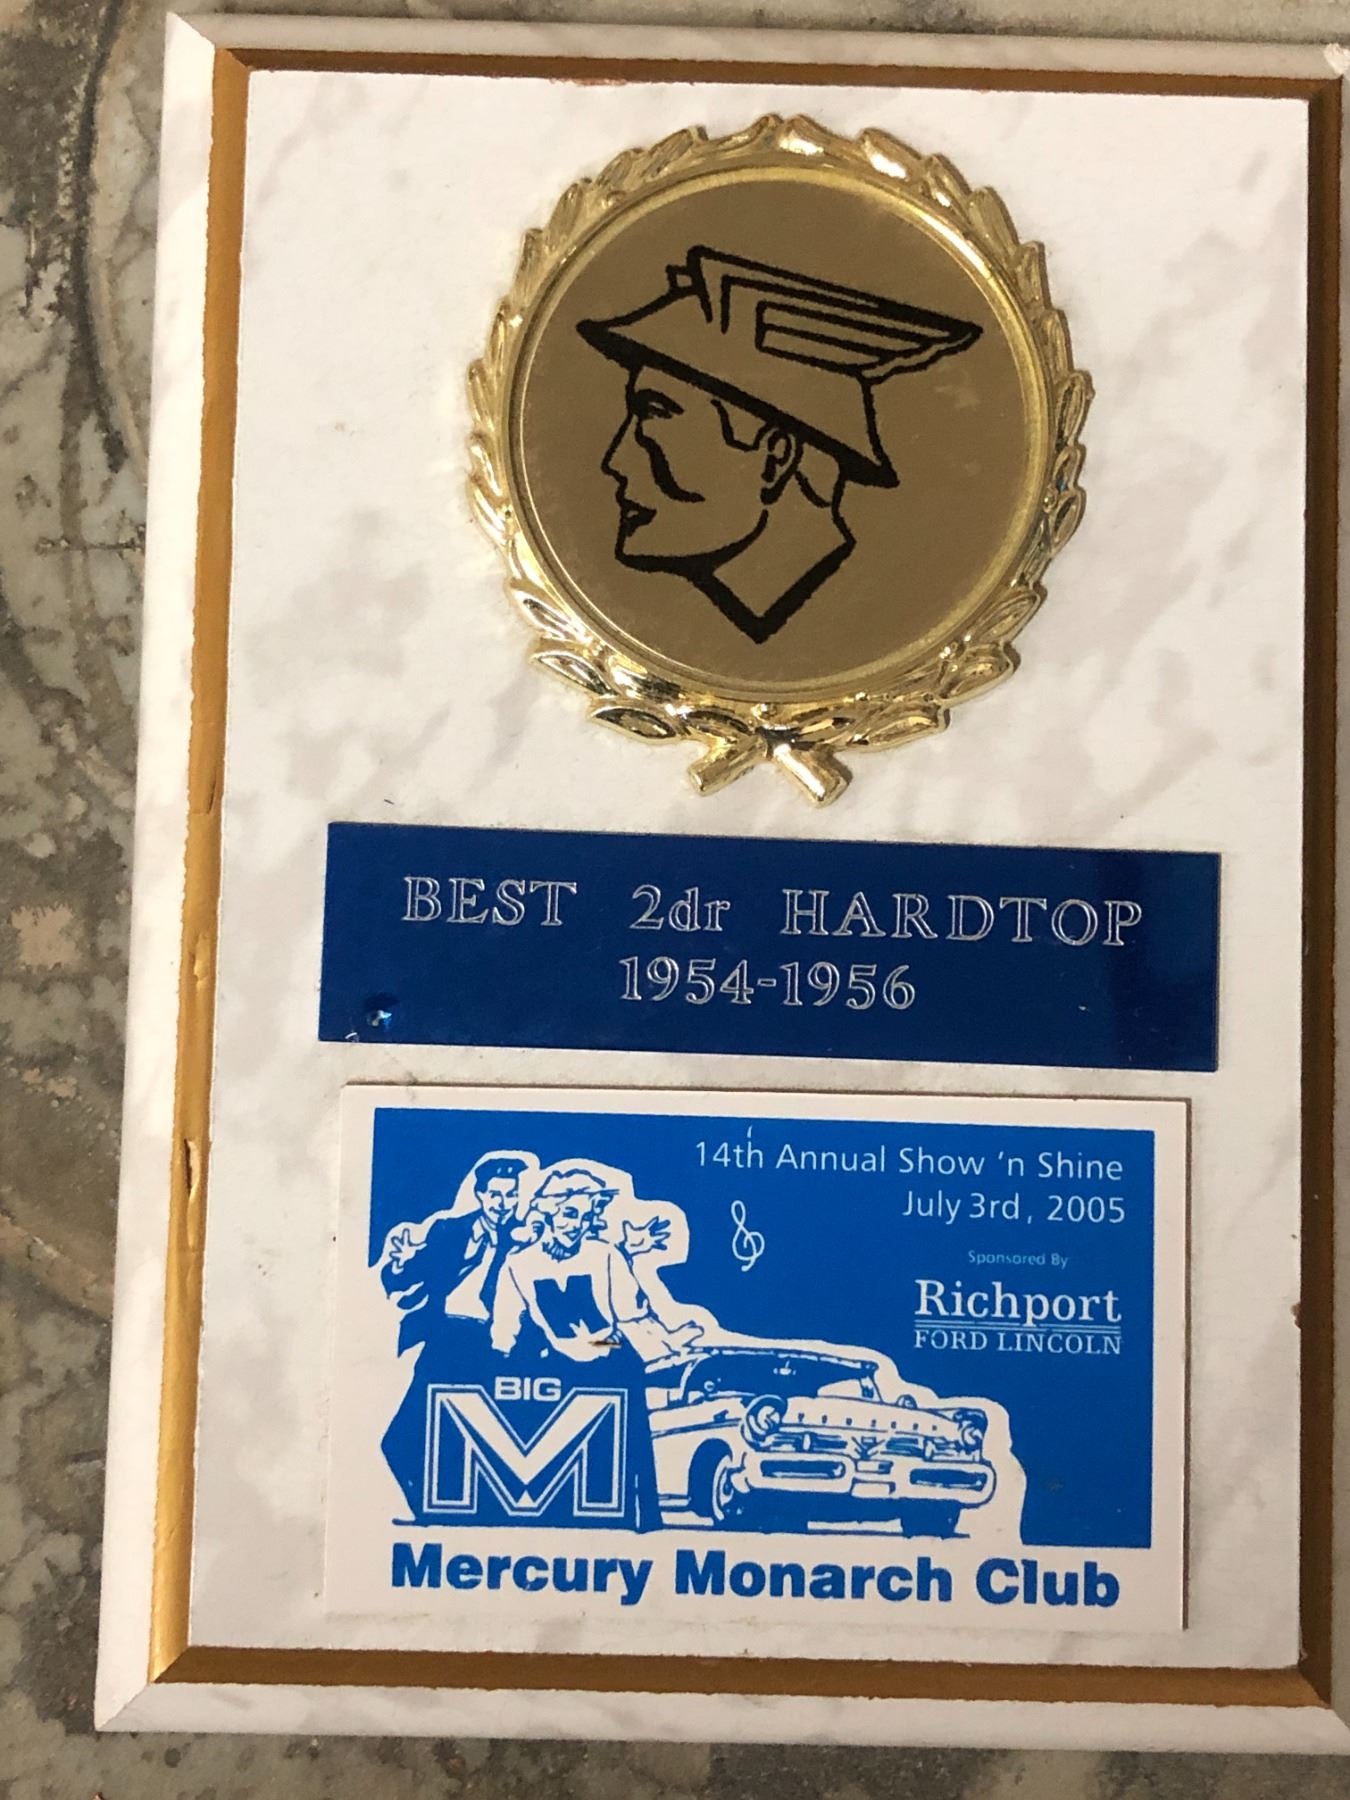 BEST 2dr HARDTOP
1954-1956
14th Annual Show 'n Shine
July 3rd, 2005
Sponsored By
Richport
FORD LINCOLN
M
BIG
M
Mercury Monarch Club